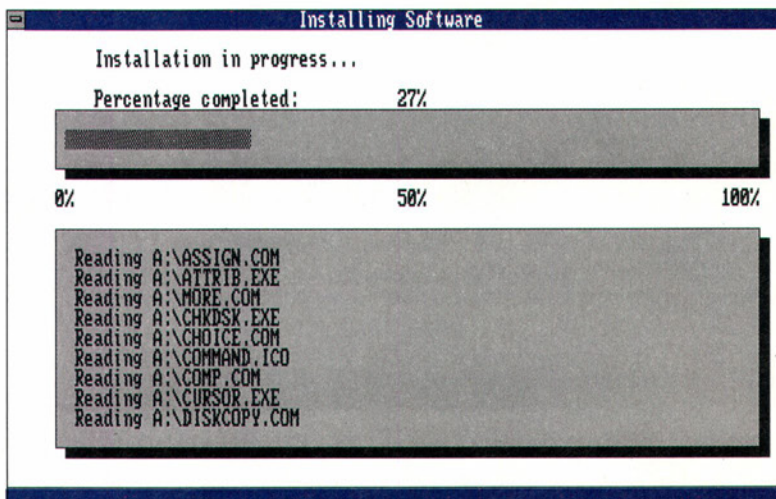 Installing Software
Installation in progress...
Percentage completed: 27%
0% 50% 100%
Reading A:\ASSIGN.COM
Reading A:\ATTRIB.EXE
Reading A:\MORE.COM
Reading A:\CHKDSK.EXE
Reading A:\CHOICE.COM
Reading A:\COMMAND.ICO
Reading A:\COMP.COM
Reading A:\CURSOR.EXE
Reading A:\DISKCOPY.COM